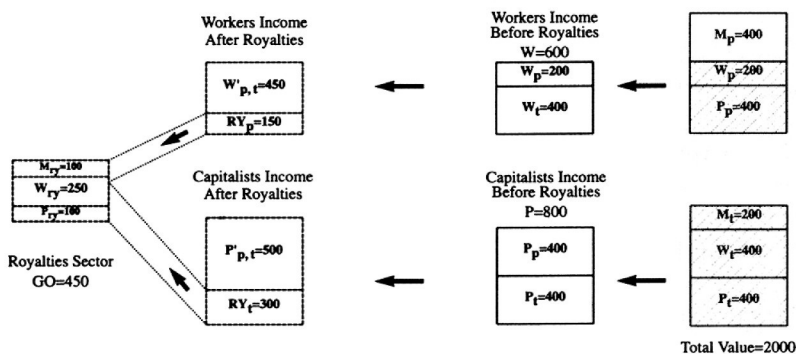 Workers Income
After Royalties
W'p, t=450
RYp=150
Workers Income
Before Royalties
W=600
Wp=200
Wt=400
Mp=400
Wp=200
Pp=400
Mry=100
Wry=250
Pry=100
Royalties Sector
GO=450
Capitalists Income
After Royalties
P'p, t=500
RYt=300
Capitalists Income
Before Royalties
P=800
Pp=400
Pt=400
Mt=200
Wt=400
Pt=400
Total Value=2000